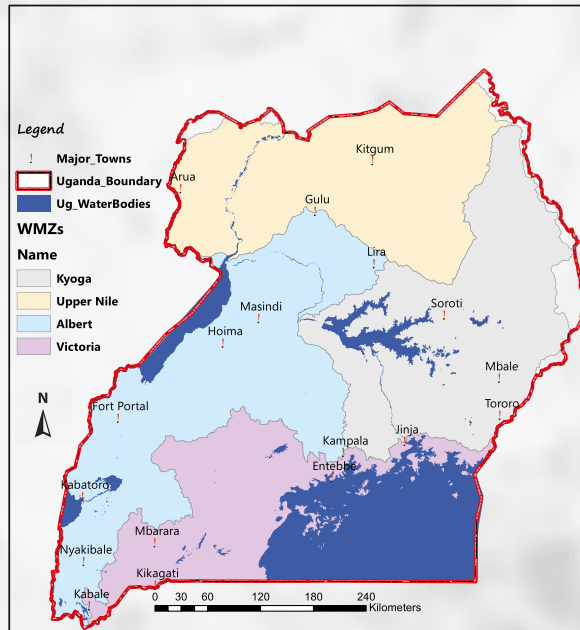 Legend
Major_Towns
Uganda_Boundary
Ug_WaterBodies
WMZs
Name
Kyoga
Upper Nile
Albert
Victoria
N
Kitgum
Arua
Gulu
Lira
Masindi
Soroti
Hoima
Mbale
Fort Portal
Tororo
Jinja
Kampala
Entebbe
Kabatoro
Mbarara
Nyakibale
Kikagati
Kabale
0 30 60 120 180 240
Kilometers